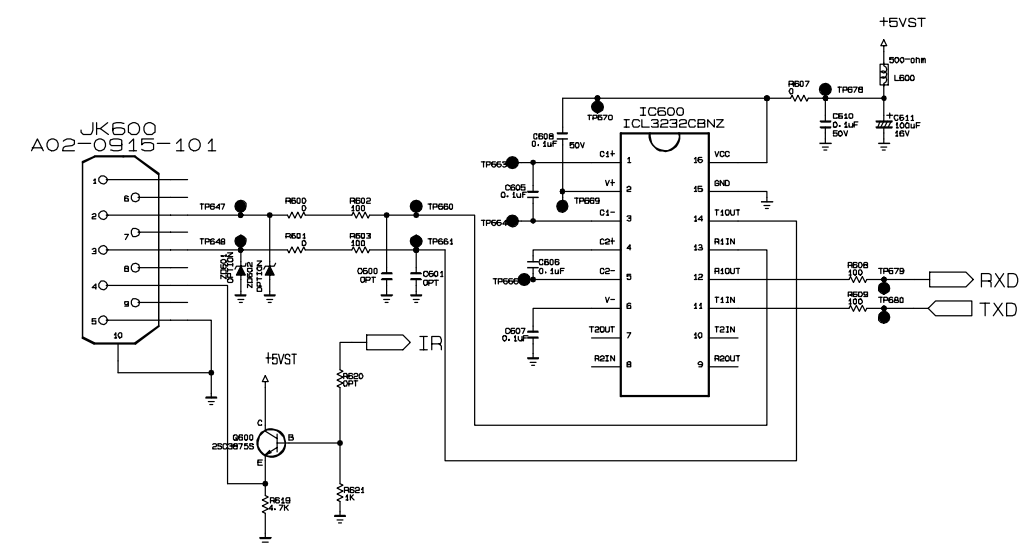 +5VST
500-ohm
L600
R607
0
TP678
C610
0.1uF
50V
+
C611
100uF
16V
TP670
IC600
ICL3232CBNZ
C608
0.1uF
50V
JK600
A02-0915-101
1
6
2
7
3
8
4
9
5
10
TP647
R600
0
R602
100
TP660
TP648
R601
0
R603
100
TP661
ZD601
OPTION
ZD602
OPTION
C600
OPT
C601
OPT
TP663
C1+
1
16
VCC
C605
0.1uF
V+
2
15
GND
TP669
TP664
C1-
3
14
T1OUT
C2+
4
13
R1IN
C606
0.1uF
C2-
5
12
R1OUT
TP666
R608
100
TP679
RXD
V-
6
11
T1IN
R609
100
TP680
TXD
C607
0.1uF
T2OUT
7
10
T2IN
R2IN
8
9
R2OUT
IR
+5VST
R620
OPT
C
Q600
2SC3875S
B
E
R619
4.7K
R621
1K